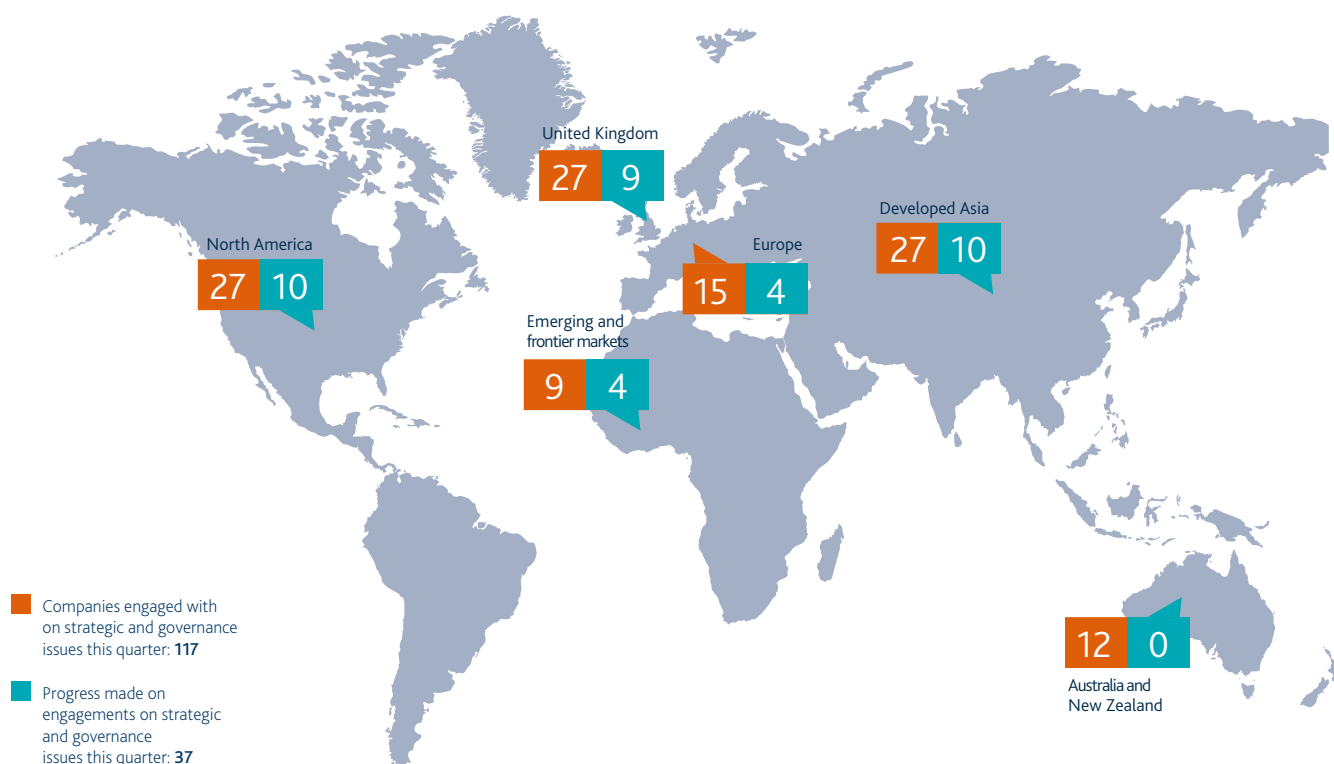 United Kingdom
27 9
Developed Asia
27 10
North America
27 10
Europe
15 4
Emerging and
frontier markets
9 4
Companies engaged with
on strategic and governance
issues this quarter: 117
12 0
Australia and
New Zealand
Progress made on
engagements on strategic
and governance
issues this quarter: 37